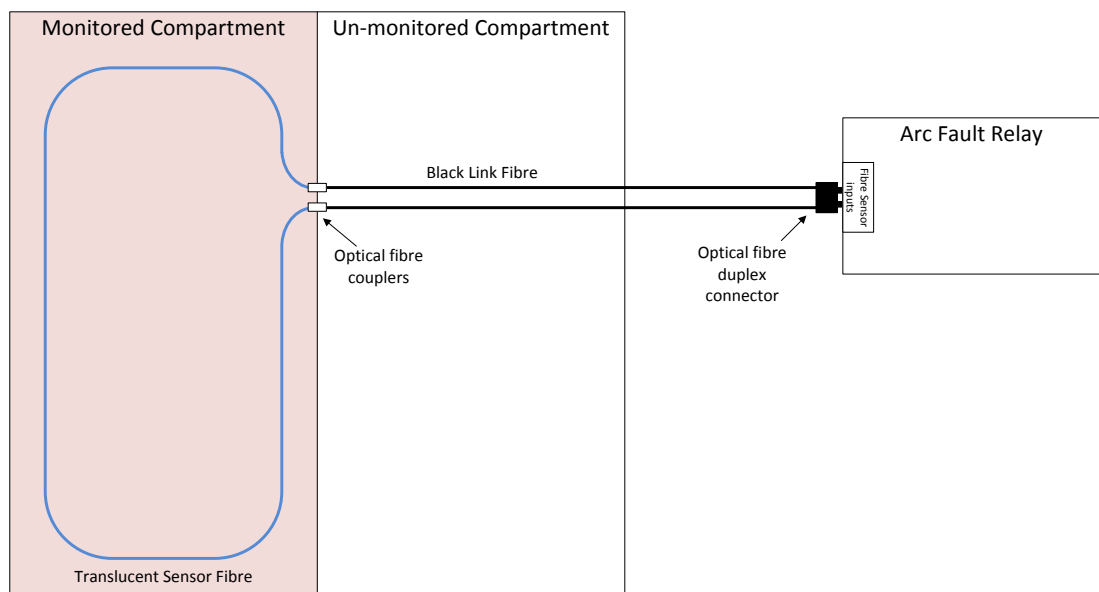 Monitored Compartment
Un-monitored Compartment
Arc Fault Relay
Black Link Fibre
Fibre Sensor
inputs
Optical fibre
couplers
Optical fibre
duplex
connector
Translucent Sensor Fibre